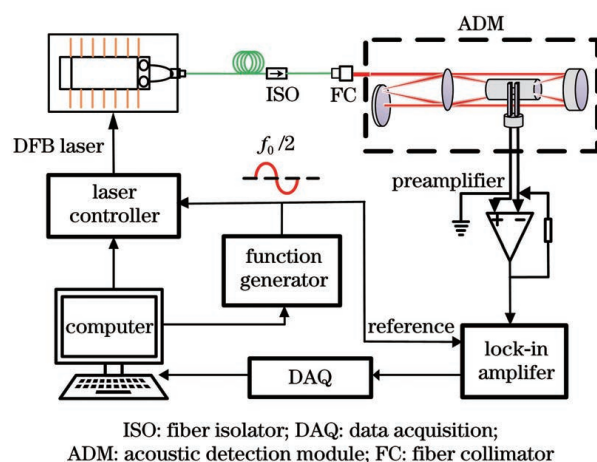 ADM
ISO
FC
DFB laser
f₀/2
preamplifier
+ −
laser
controller
function
generator
computer
reference
lock-in
amplifer
DAQ
ISO: fiber isolator; DAQ: data acquisition;
ADM: acoustic detection module; FC: fiber collimator